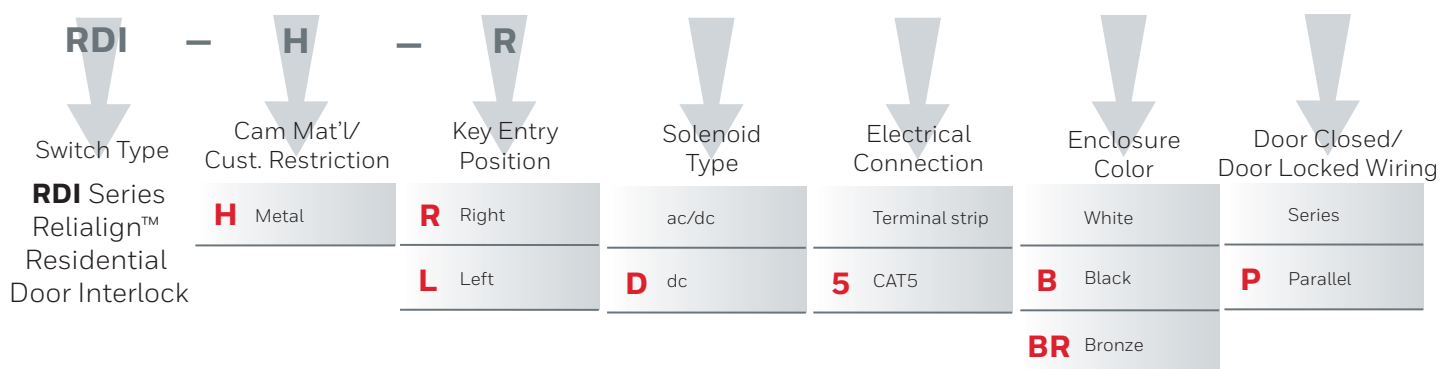 RDI – H – R
Switch Type
RDI Series
Relialign™
Residential
Door Interlock
Cam Mat’l/
Cust. Restriction
H Metal
Key Entry
Position
R Right
L Left
Solenoid
Type
ac/dc
D dc
Electrical
Connection
Terminal strip
5 CAT5
Enclosure
Color
White
B Black
BR Bronze
Door Closed/
Door Locked Wiring
Series
P Parallel